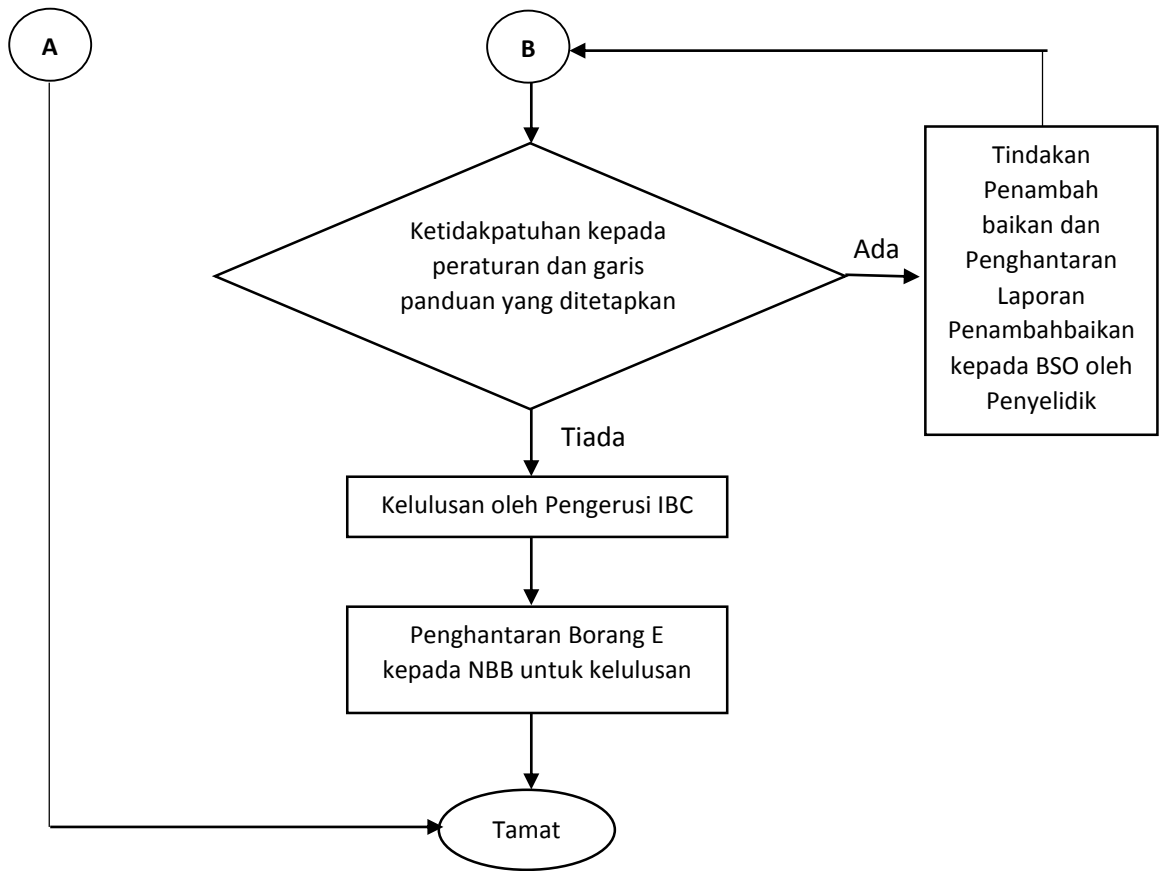 A
B
Ketidakpatuhan kepada
peraturan dan garis
panduan yang ditetapkan
Ada
Tindakan
Penambah
baikan dan
Penghantaran
Laporan
Penambahbaikan
kepada BSO oleh
Penyelidik
Tiada
Kelulusan oleh Pengerusi IBC
Penghantaran Borang E
kepada NBB untuk kelulusan
Tamat